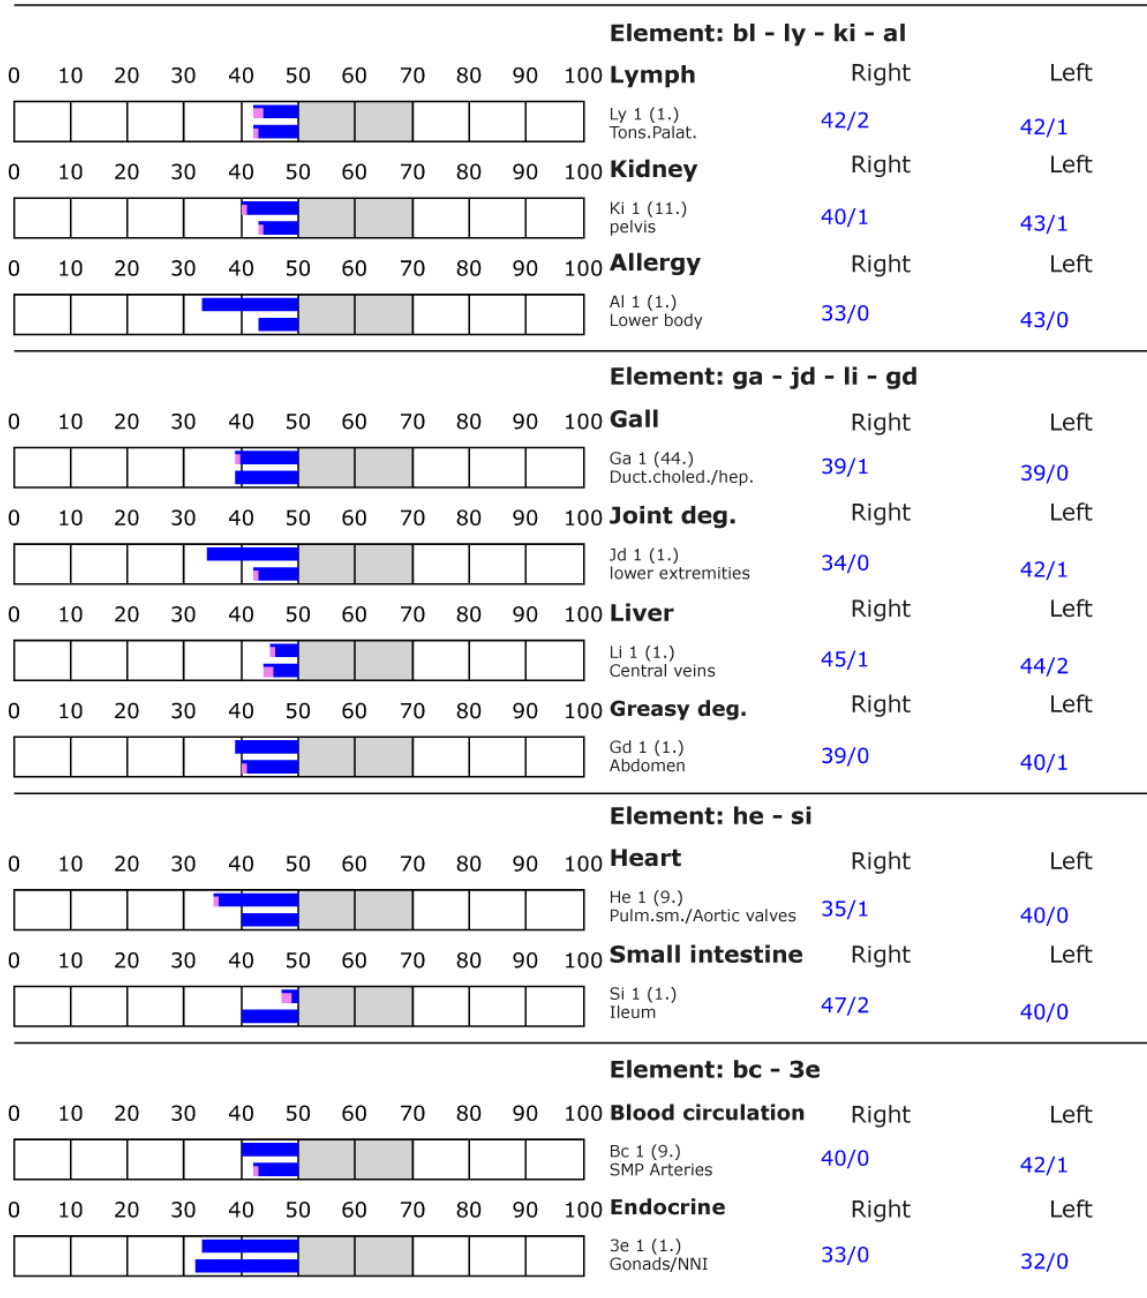 Element: bl - ly - ki - al
0 10 20 30 40 50 60 70 80 90 100 Lymph Right Left
Ly 1 (1.)
Tons.Palat.
42/2 42/1
0 10 20 30 40 50 60 70 80 90 100 Kidney Right Left
Ki 1 (11.)
pelvis
40/1 43/1
0 10 20 30 40 50 60 70 80 90 100 Allergy Right Left
Al 1 (1.)
Lower body
33/0 43/0
Element: ga - jd - li - gd
0 10 20 30 40 50 60 70 80 90 100 Gall Right Left
Ga 1 (44.)
Duct.choled./hep.
39/1 39/0
0 10 20 30 40 50 60 70 80 90 100 Joint deg. Right Left
Jd 1 (1.)
lower extremities
34/0 42/1
0 10 20 30 40 50 60 70 80 90 100 Liver Right Left
Li 1 (1.)
Central veins
45/1 44/2
0 10 20 30 40 50 60 70 80 90 100 Greasy deg. Right Left
Gd 1 (1.)
Abdomen
39/0 40/1
Element: he - si
0 10 20 30 40 50 60 70 80 90 100 Heart Right Left
He 1 (9.)
Pulm.sm./Aortic valves
35/1 40/0
0 10 20 30 40 50 60 70 80 90 100 Small intestine Right Left
Si 1 (1.)
Ileum
47/2 40/0
Element: bc - 3e
0 10 20 30 40 50 60 70 80 90 100 Blood circulation Right Left
Bc 1 (9.)
SMP Arteries
40/0 42/1
0 10 20 30 40 50 60 70 80 90 100 Endocrine Right Left
3e 1 (1.)
Gonads/NNI
33/0 32/0